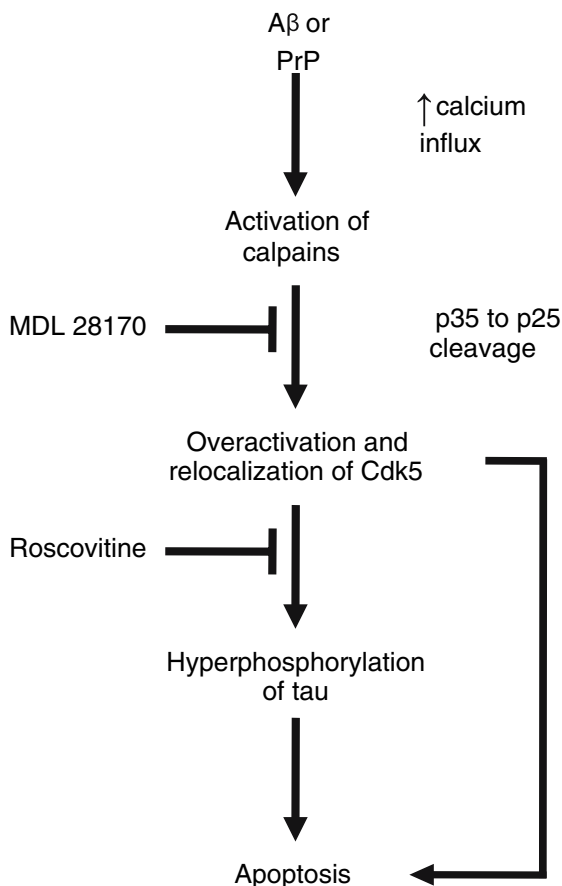 Aβ or
PrP
↑ calcium
influx
Activation of
calpains
MDL 28170
p35 to p25
cleavage
Overactivation and
relocalization of Cdk5
Roscovitine
Hyperphosphorylation
of tau
Apoptosis